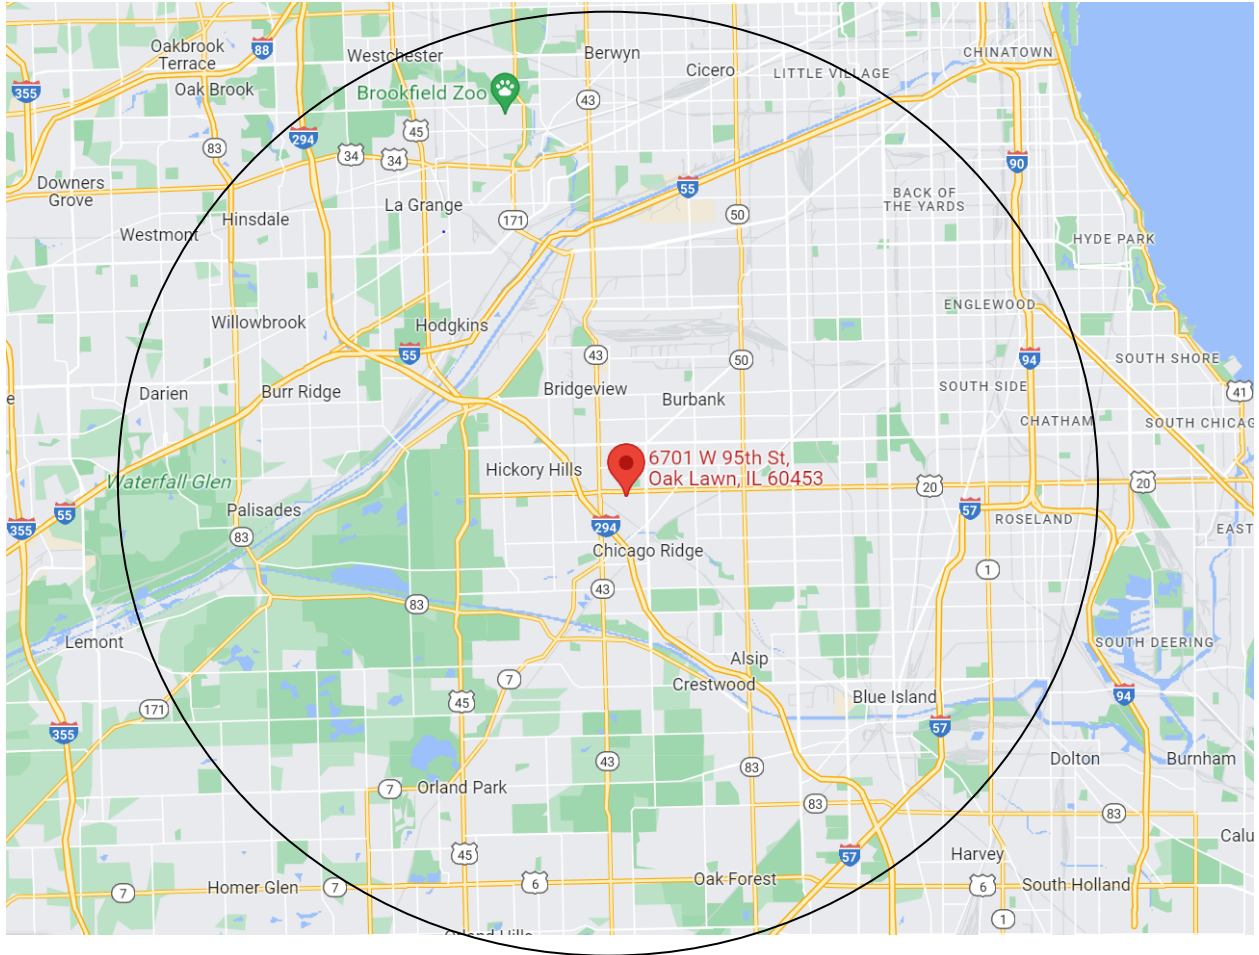 Oakbrook
Terrace
88
Westchester
Berwyn
CHINATOWN
Cicero
LITTLE VILLAGE
355
Oak Brook
Brookfield Zoo
43
45
294
83
34
34
90
Downers
Grove
55
BACK OF
THE YARDS
La Grange
Hinsdale
171
50
Westmont
HYDE PARK
ENGLEWOOD
Willowbrook
Hodgkins
55
43
50
94
SOUTH SHORE
Darien
Burr Ridge
Bridgeview
Burbank
SOUTH SIDE
41
e
CHATHAM
SOUTH CHICAG
6701 W 95th St,
Oak Lawn, IL 60453
Hickory Hills
Waterfall Glen
20
20
55
Palisades
57
ROSELAND
355
294
EAST
83
Chicago Ridge
1
43
83
Lemont
SOUTH DEERING
Alsip
7
Crestwood
Blue Island
94
45
171
57
355
43
83
Dolton
Burnham
7
Orland Park
83
83
Calu
45
57
Harvey
7
Homer Glen
7
6
Oak Forest
6
South Holland
1